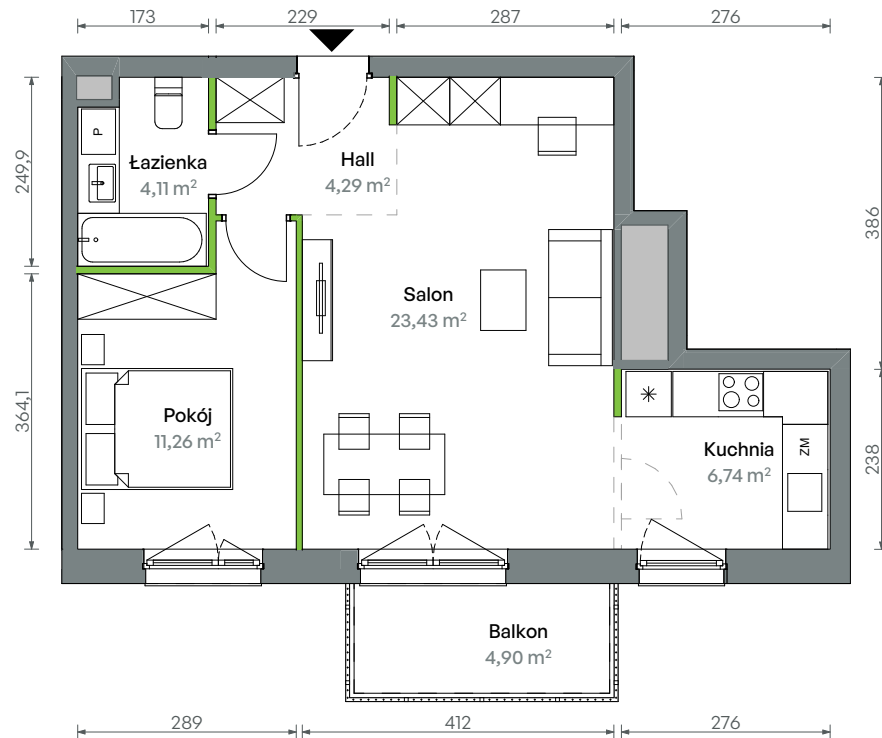 173
229
287
276
249,9
P
Łazienka
4,11 m²
Hall
4,29 m²
386
Salon
23,43 m²
364,1
Pokój
11,26 m²
Kuchnia
6,74 m²
ZM
238
Balkon
4,90 m²
289
412
276